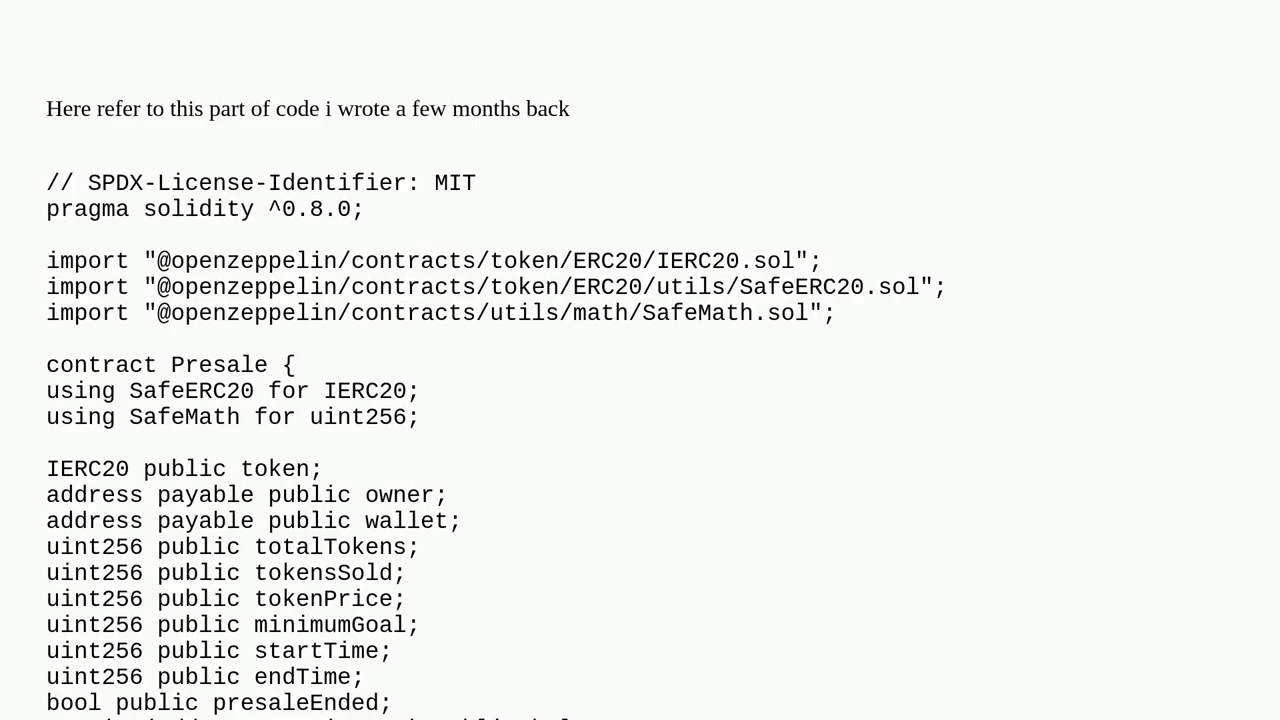 Here refer to this part of code i wrote a few months back
// SPDX-License-Identifier: MIT
pragma solidity ^0.8.0;
import "@openzeppelin/contracts/token/ERC20/IERC20.sol";
import "@openzeppelin/contracts/token/ERC20/utils/SafeERC20.sol";
import "@openzeppelin/contracts/utils/math/SafeMath.sol";
contract Presale {
using SafeERC20 for IERC20;
using SafeMath for uint256;
IERC20 public token;
address payable public owner;
address payable public wallet;
uint256 public totalTokens;
uint256 public tokensSold;
uint256 public tokenPrice;
uint256 public minimumGoal;
uint256 public startTime;
uint256 public endTime;
bool public presaleEnded;